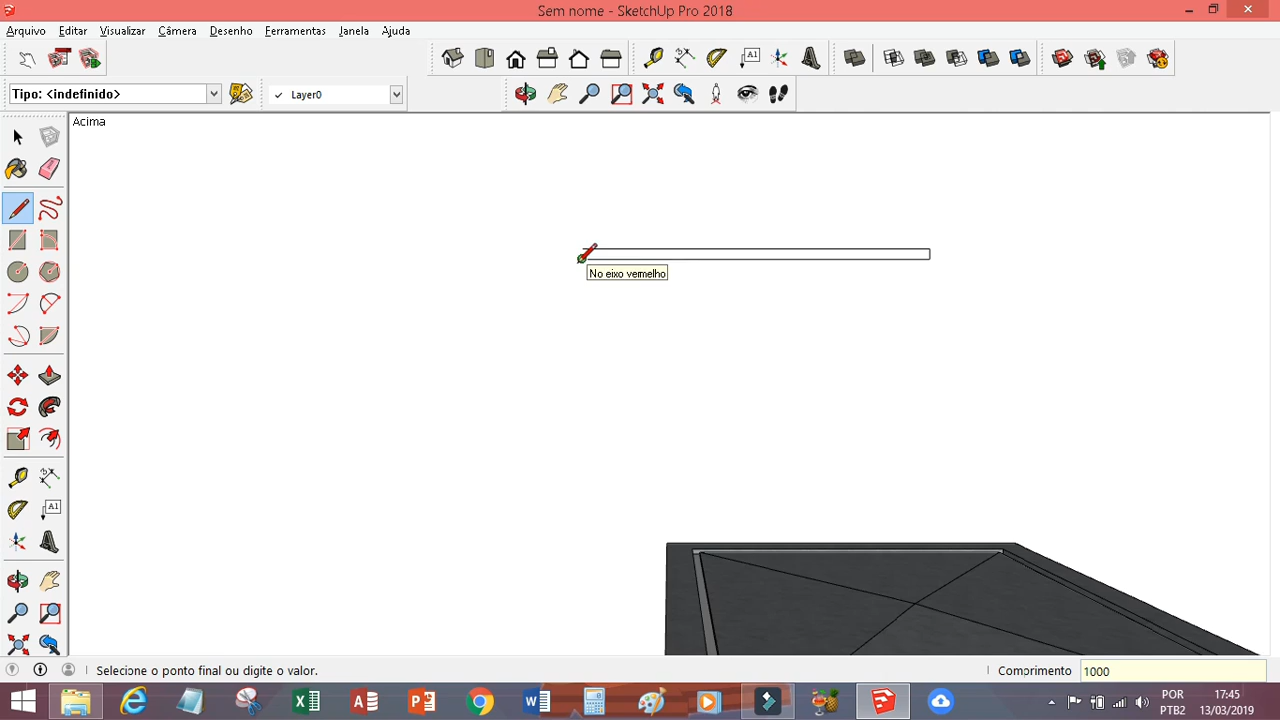 Sem nome - SketchUp Pro 2018
Arquivo Editar Visualizar Câmera Desenho Ferramentas Janela Ajuda
Tipo: <indefinido>
Layer0
Acima
No eixo vermelho
Selecione o ponto final ou digite o valor.
Comprimento 1000
POR 17:45
PTB2 13/03/2019